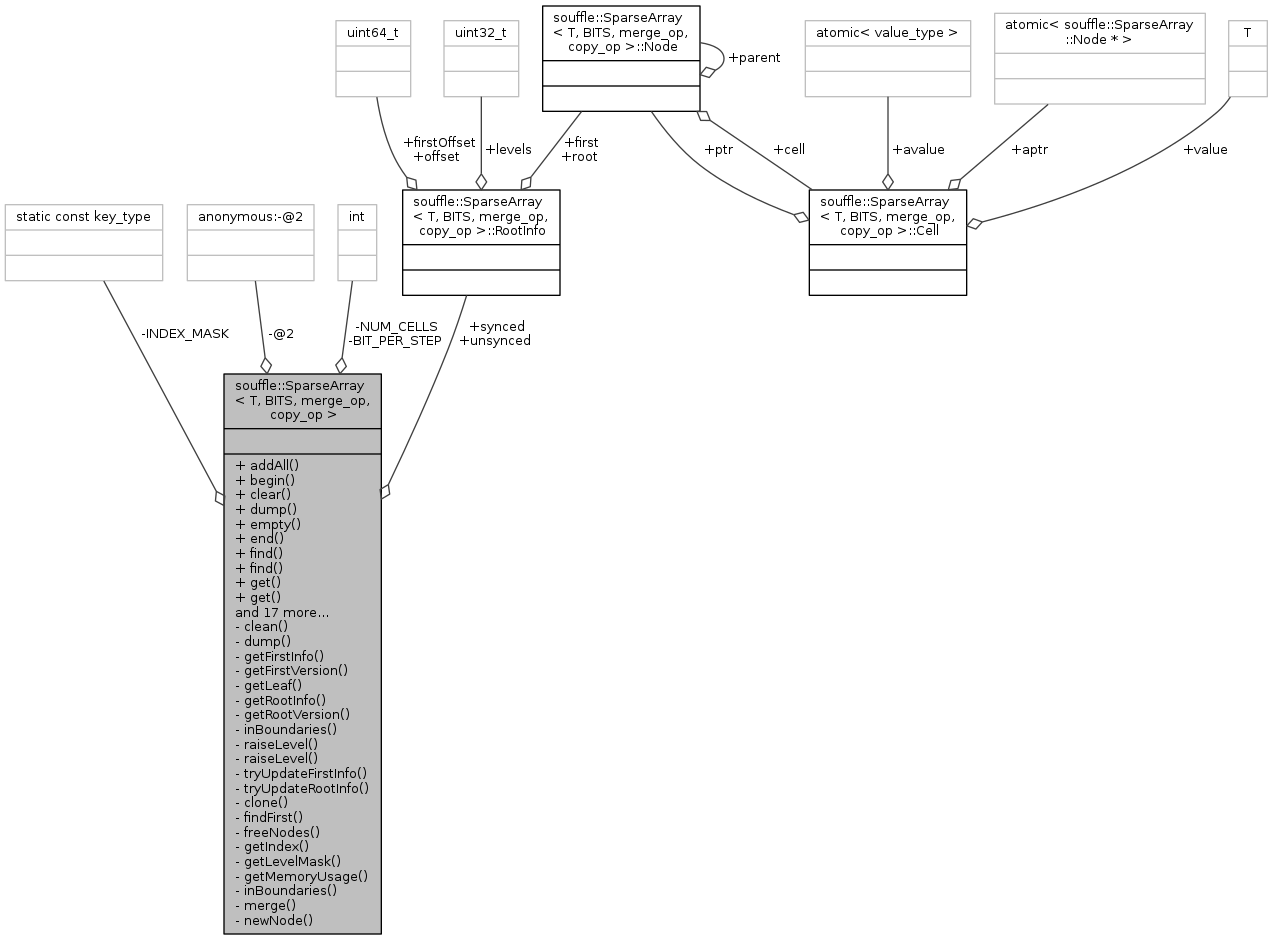 souffle::SparseArray
< T, BITS, merge_op,
copy_op >::Node
uint64_t
uint32_t
atomic< value_type >
atomic< souffle::SparseArray
::Node * >
T
+parent
+firstOffset
+offset
+levels
+first
+root
+ptr
+cell
+avalue
+aptr
+value
static const key_type
anonymous:-@2
int
souffle::SparseArray
< T, BITS, merge_op,
copy_op >::RootInfo
souffle::SparseArray
< T, BITS, merge_op,
copy_op >::Cell
-INDEX_MASK
-@2
-NUM_CELLS
-BIT_PER_STEP
+synced
+unsynced
souffle::SparseArray
< T, BITS, merge_op,
copy_op >
+ addAll()
+ begin()
+ clear()
+ dump()
+ empty()
+ end()
+ find()
+ find()
+ get()
+ get()
and 17 more...
- clean()
- dump()
- getFirstInfo()
- getFirstVersion()
- getLeaf()
- getRootInfo()
- getRootVersion()
- inBoundaries()
- raiseLevel()
- raiseLevel()
- tryUpdateFirstInfo()
- tryUpdateRootInfo()
- clone()
- findFirst()
- freeNodes()
- getIndex()
- getLevelMask()
- getMemoryUsage()
- inBoundaries()
- merge()
- newNode()